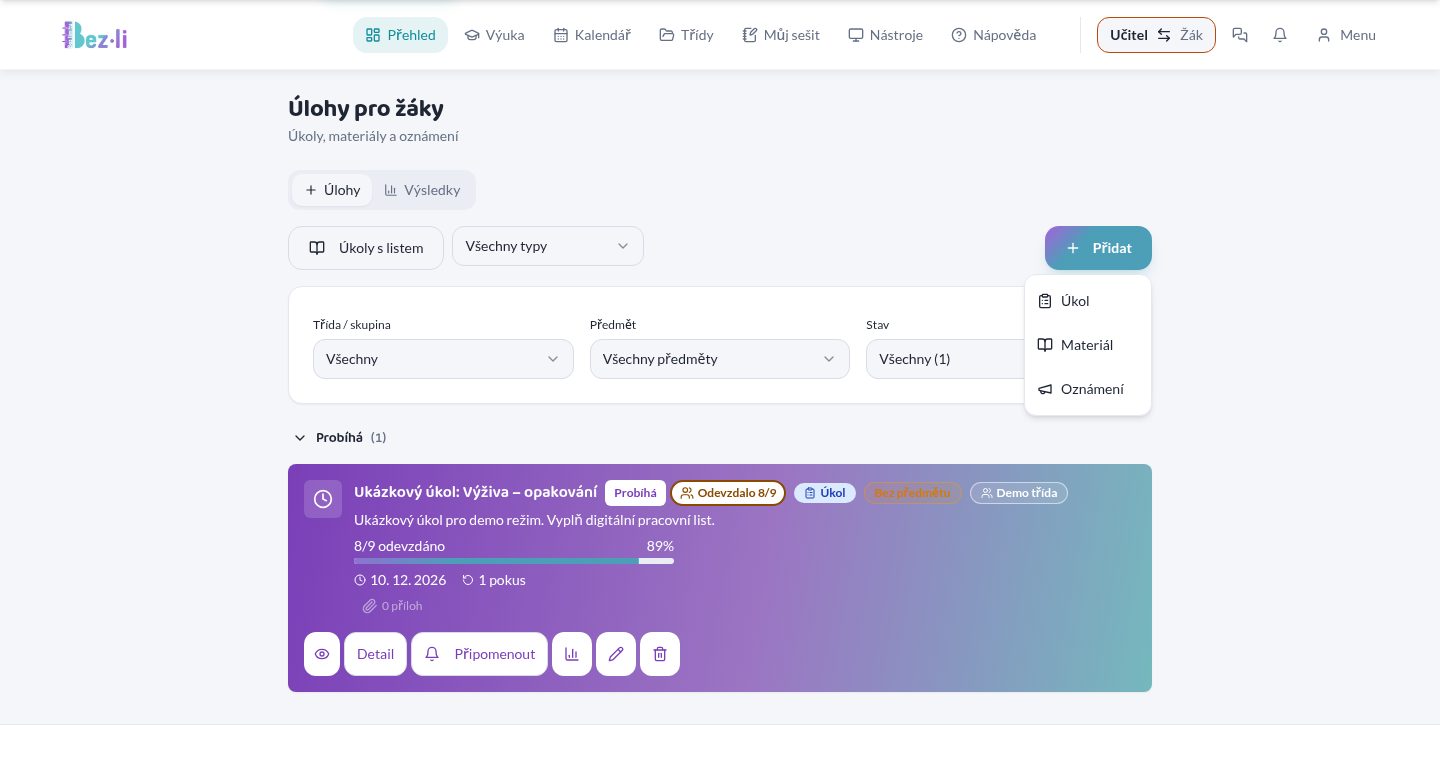 Bez·li
Přehled
Výuka
Kalendář
Třídy
Můj sešit
Nástroje
Nápověda
Učitel
Žák
Menu
Úlohy pro žáky
Úkoly, materiály a oznámení
Úlohy
Výsledky
Úkoly s listem
Všechny typy
Přidat
Úkol
Materiál
Oznámení
Třída / skupina
Předmět
Stav
Všechny
Všechny předměty
Všechny (1)
Probíhá (1)
Ukázkový úkol: Výživa – opakování
Probíhá
Odevzdalo 8/9
Úkol
Bez předmětu
Demo třída
Ukázkový úkol pro demo režim. Vyplň digitální pracovní list.
8/9 odevzdáno
89%
10. 12. 2026
1 pokus
0 příloh
Detail
Připomenout